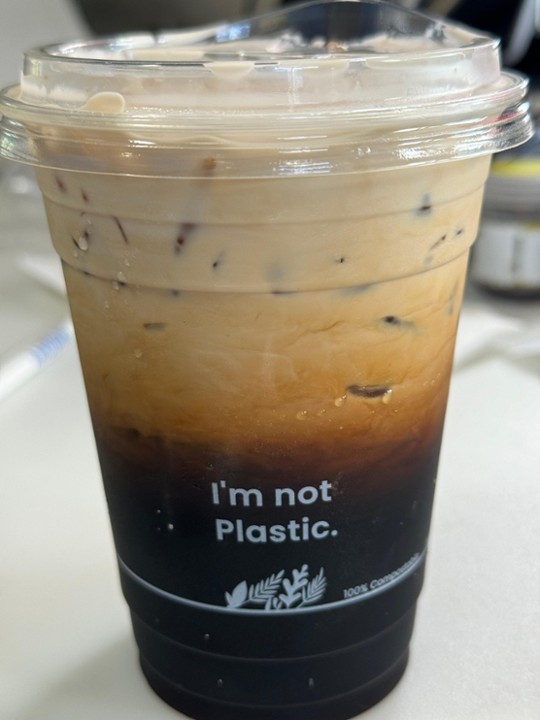 I'm not
Plastic.
100% Compostable